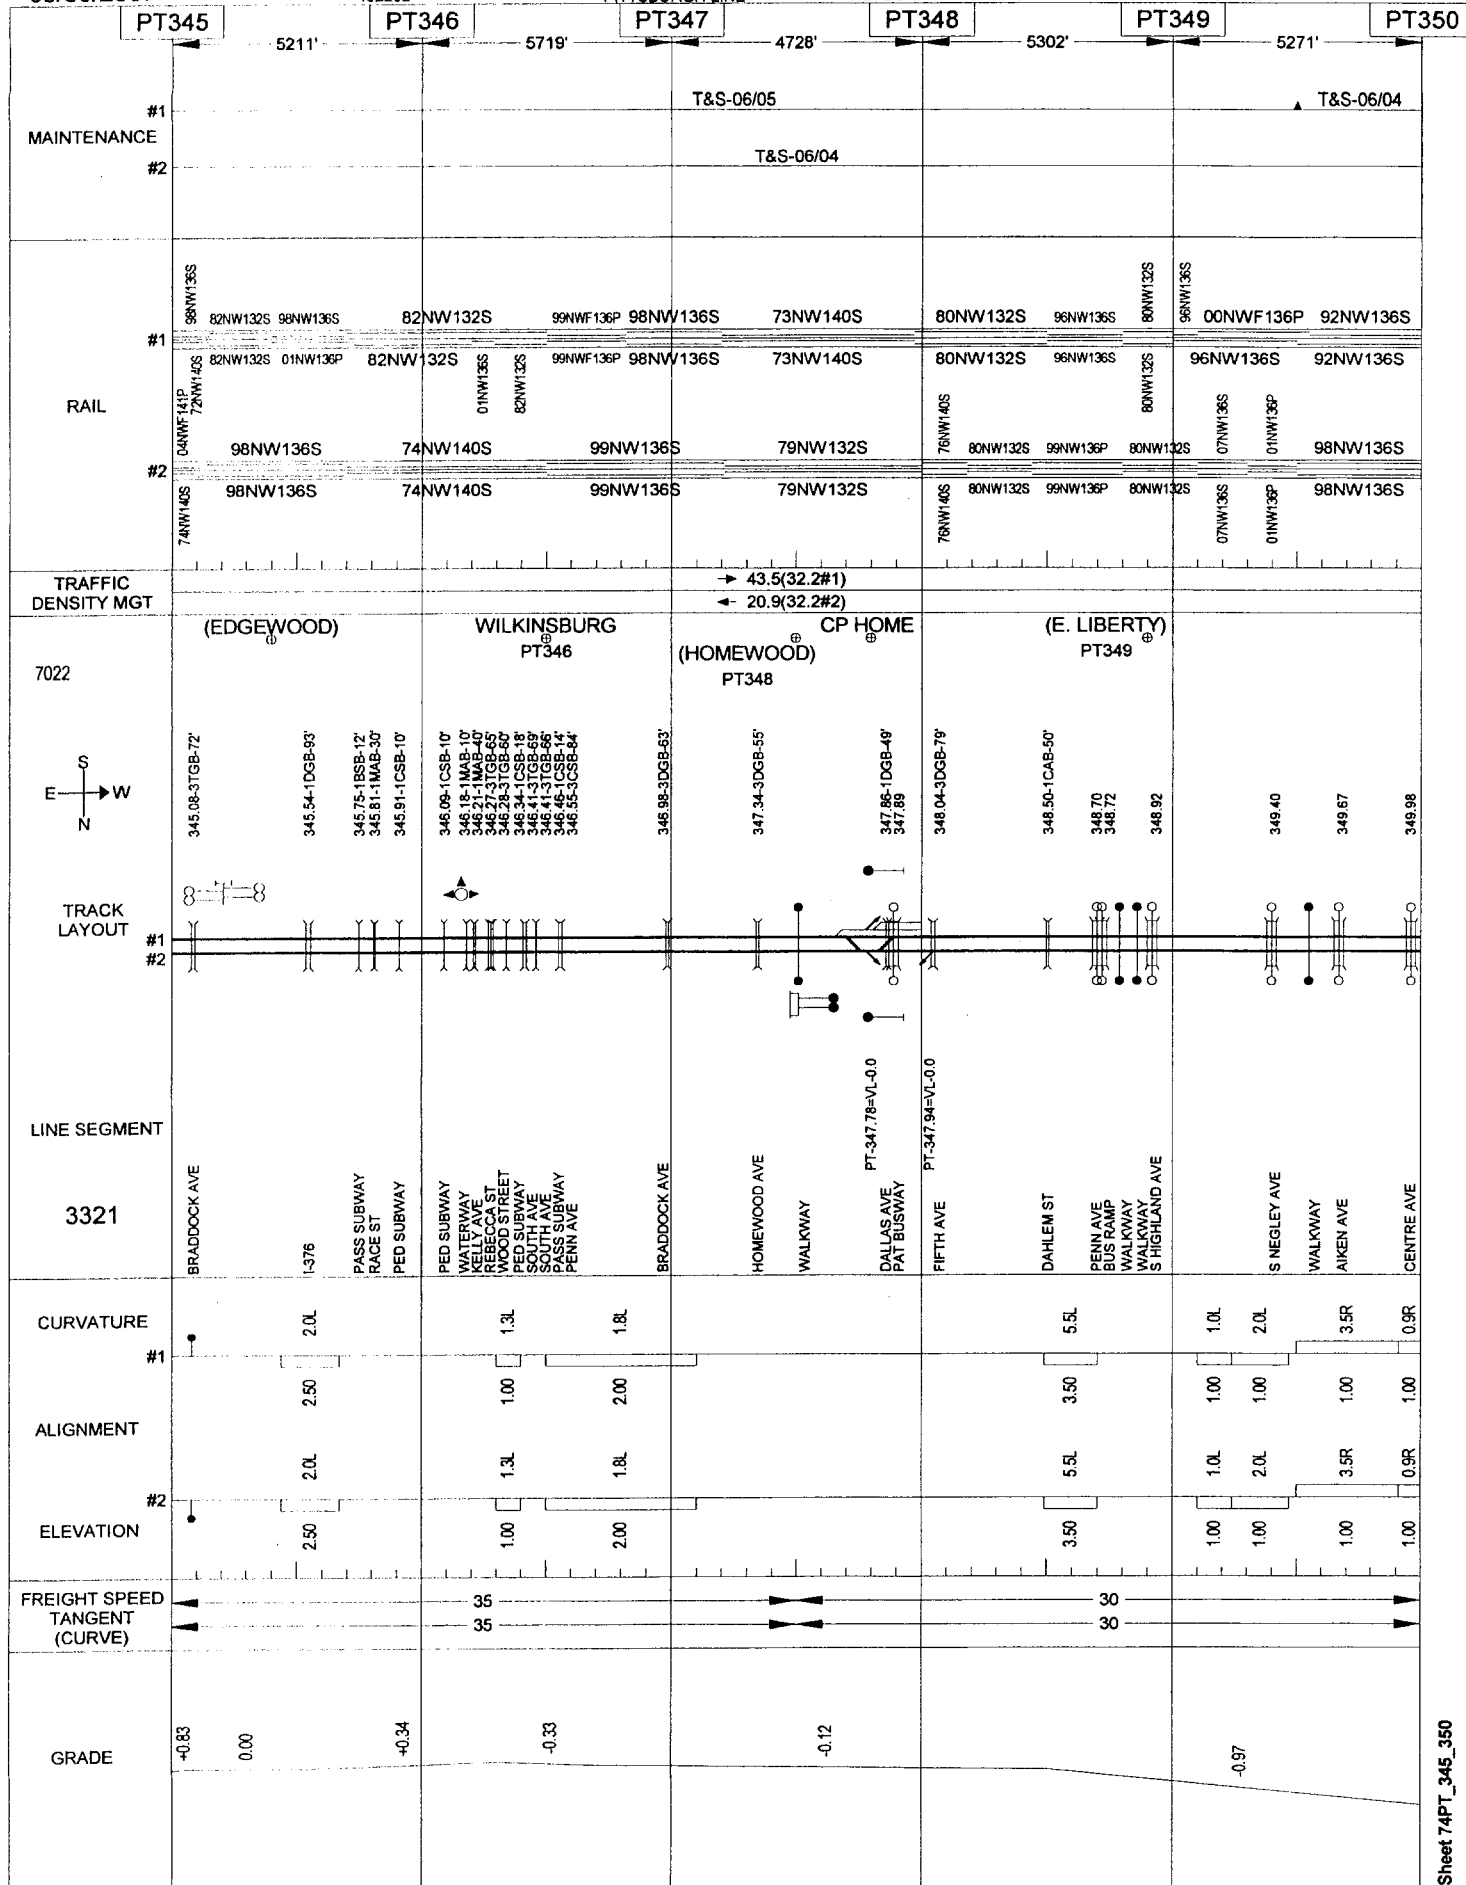 PT345 PT346 PT347 PT348 PT349 PT350
5211' 5719' 4728' 5302' 5271'
MAINTENANCE
#1 T&S-06/05 T&S-06/04
#2 T&S-06/04
RAIL
98NW136S 82NW132S 98NW136S 82NW132S 99NWF136P 98NW136S 73NW140S 80NW132S 96NW136S 80NW132S 96NW136S 00NWF136P 92NW136S
#1
72NW140S 82NW132S 01NW136P 82NW132S 01NW136S 82NW132S 99NWF136P 98NW136S 73NW140S 80NW132S 96NW136S 80NW132S 96NW136S 92NW136S
04NWF141P 98NW136S 74NW140S 99NW136S 79NW132S 76NW140S 80NW132S 99NW136P 80NW132S 07NW136S 01NW136P 98NW136S
#2
74NW140S 98NW136S 74NW140S 99NW136S 79NW132S 76NW140S 80NW132S 99NW136P 80NW132S 07NW136S 01NW136P 98NW136S
TRAFFIC
DENSITY MGT
43.5(32.2#1)
20.9(32.2#2)
(EDGEWOOD) WILKINSBURG CP HOME (E. LIBERTY)
PT346 (HOMEWOOD) PT349
PT348
7022
S
E W
N
345.08-3TGB-72'
345.54-1DGB-93'
345.75-1BSB-12'
345.81-1MAB-30'
345.91-1CSB-10'
346.09-1CSB-10'
346.18-1MAB-10'
346.21-1MAB-40'
346.27-3TGB-65'
346.28-3TGB-60'
346.34-1CSB-18'
346.41-3TGB-69'
346.41-3TGB-66'
346.46-1CSB-14'
346.55-3CSB-84'
346.98-3DGB-63'
347.34-3DGB-55'
347.86-1DGB-49'
347.89
348.04-3DGB-79'
348.50-1CAB-50'
348.70
348.72
348.92
349.40
349.67
349.98
TRACK
LAYOUT
#1
#2
PT-347.78=VL-0.0
PT-347.94=VL-0.0
LINE SEGMENT
3321
BRADDOCK AVE
I-376
PASS SUBWAY
RACE ST
PED SUBWAY
PED SUBWAY
WATERWAY
KELLY AVE
REBECCA ST
WOOD STREET
PED SUBWAY
SOUTH AVE
SOUTH AVE
PASS SUBWAY
PENN AVE
BRADDOCK AVE
HOMEWOOD AVE
WALKWAY
DALLAS AVE
PAT BUSWAY
FIFTH AVE
DAHLEM ST
PENN AVE
BUS RAMP
WALKWAY
WALKWAY
S HIGHLAND AVE
S NEGLEY AVE
WALKWAY
AIKEN AVE
CENTRE AVE
CURVATURE
2.0L 1.3L 1.8L 5.5L 1.0L 2.0L 3.5R 0.9R
#1
2.50 1.00 2.00 3.50 1.00 1.00 1.00 1.00
ALIGNMENT
2.0L 1.3L 1.8L 5.5L 1.0L 2.0L 3.5R 0.9R
#2
ELEVATION
2.50 1.00 2.00 3.50 1.00 1.00 1.00 1.00
FREIGHT SPEED
TANGENT
(CURVE)
35 30
35 30
GRADE
+0.83 0.00 +0.34 -0.33 -0.12 -0.97
Sheet 74PT_345_350